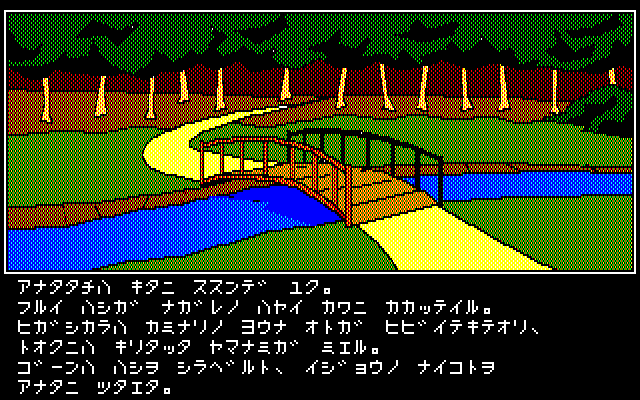 アナタタチハ キタニ ススンデ ユク。
フルイ ハシガ ナガレノ ハヤイ カワニ カカッテイル。
ヒガシカラハ カミナリノ ヨウナ オトガ ヒビイテキテオリ、
トオクニハ キリタッタ ヤマナミガ ミエル。
ゴーンハ ハシヲ シラベルト、 イジョウノ ナイコトヲ
アナタニ ツタエタ。